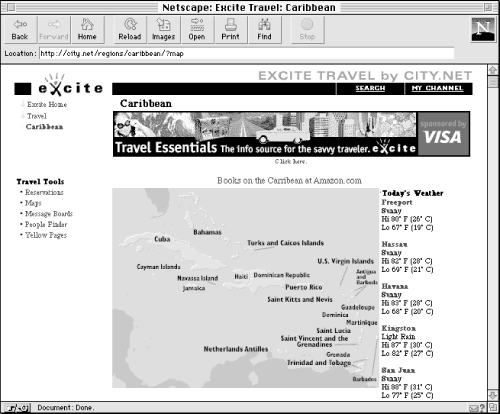 Netscape: Excite Travel: Caribbean
Back Forward Home Reload Images Open Print Find Stop
N
Location: http://city.net/regions/caribbean/?map
EXCITE TRAVEL by CITY.NET
excite
SEARCH MY CHANNEL
Excite Home
Travel
Caribbean
Caribbean
Travel Essentials The info source for the savvy traveler. excite
sponsored by
VISA
Click here.
Travel Tools
• Reservations
• Maps
• Message Boards
• People Finder
• Yellow Pages
Books on the Carribean at Amazon.com
Bahamas
Cuba
Turks and Caicos Islands
Cayman Islands
U.S. Virgin Islands
Navassa Island
Haiti
Dominican Republic
Antigua
and
Barbuda
Jamaica
Puerto Rico
Saint Kitts and Nevis
Guadeloupe
Dominica
Martinique
Saint Lucia
Saint Vincent and the
Grenadines
Netherlands Antilles
Grenada
Trinidad and Tobago
Barbados
Today's Weather
Freeport
Sunny
Hi 80° F (26° C)
Lo 67° F (19° C)
Nassau
Sunny
Hi 82° F (28° C)
Lo 69° F (21° C)
Havana
Sunny
Hi 83° F (28° C)
Lo 68° F (20° C)
Kingston
Light Rain
Hi 87° F (30° C)
Lo 82° F (27° C)
San Juan
Sunny
Hi 88° F (31° C)
Lo 77° F (25° C)
Document: Done.